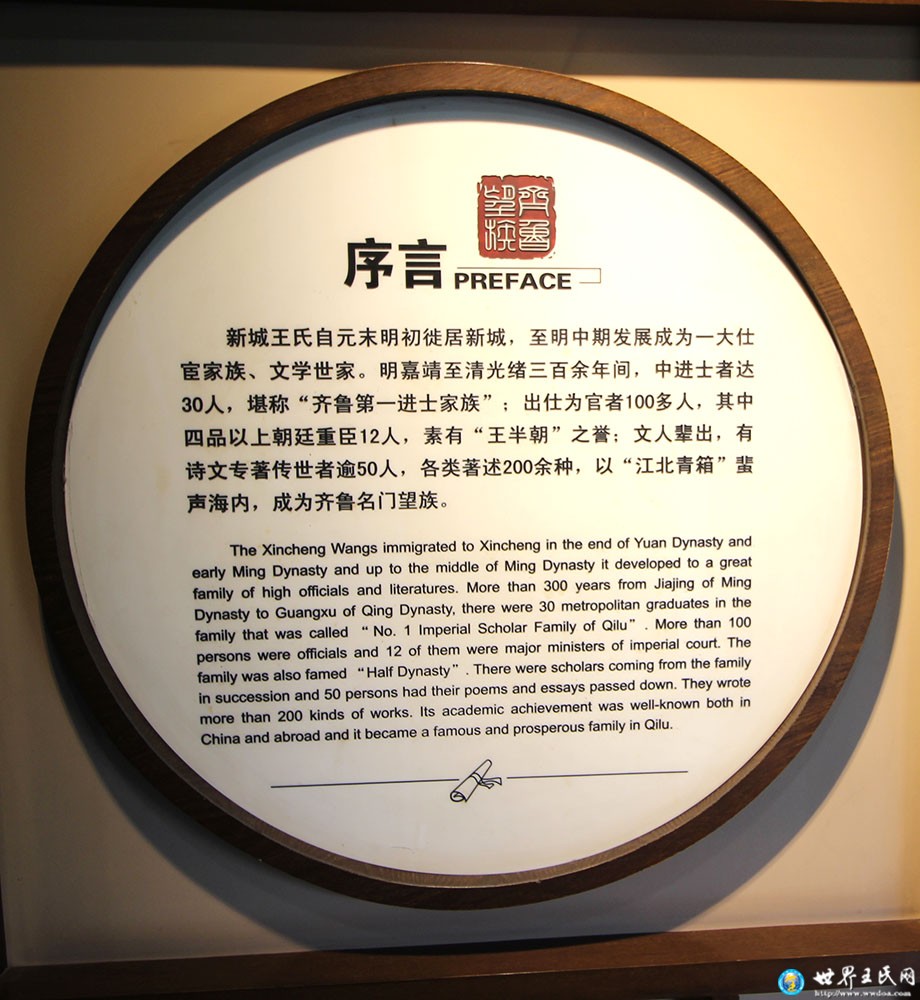 齐鲁
望族
序言
PREFACE
新城王氏自元末明初徙居新城，至明中期发展成为一大仕
宦家族、文学世家。明嘉靖至清光绪三百余年间，中进士者达
30人，堪称“齐鲁第一进士家族”；出仕为官者100多人，其中
四品以上朝廷重臣12人，素有“王半朝”之誉；文人辈出，有
诗文专著传世者逾50人，各类著述200余种，以“江北青箱”蜚
声海内，成为齐鲁名门望族。
The Xincheng Wangs immigrated to Xincheng in the end of Yuan Dynasty and
early Ming Dynasty and up to the middle of Ming Dynasty it developed to a great
family of high officials and literatures. More than 300 years from Jiajing of Ming
Dynasty to Guangxu of Qing Dynasty, there were 30 metropolitan graduates in the
family that was called “No. 1 Imperial Scholar Family of Qilu”. More than 100
persons were officials and 12 of them were major ministers of imperial court. The
family was also famed “Half Dynasty”. There were scholars coming from the family
in succession and 50 persons had their poems and essays passed down. They wrote
more than 200 kinds of works. Its academic achievement was well-known both in
China and abroad and it became a famous and prosperous family in Qilu.
世界王氏网
http://www.wwdoa.com